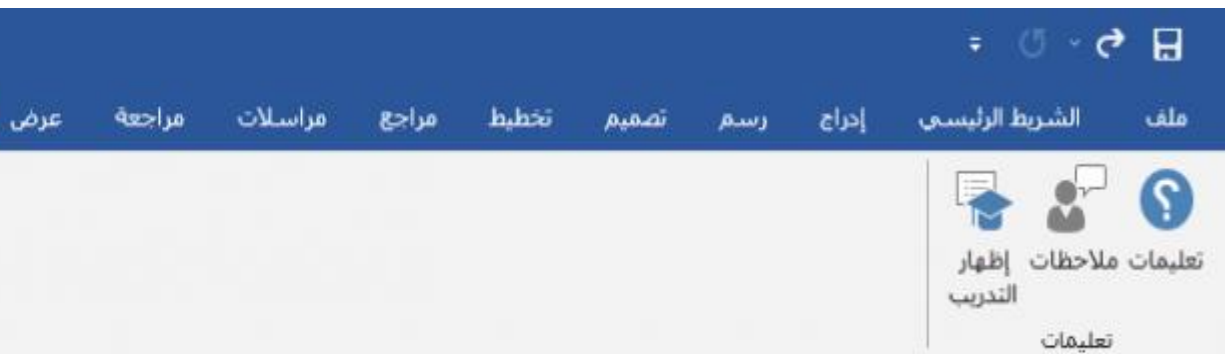 ملف الشريط الرئيسي إدراج رسم تصميم تخطيط مراجع مراسلات مراجعة عرض
تعليمات ملاحظات إظهار
التدريب
تعليمات